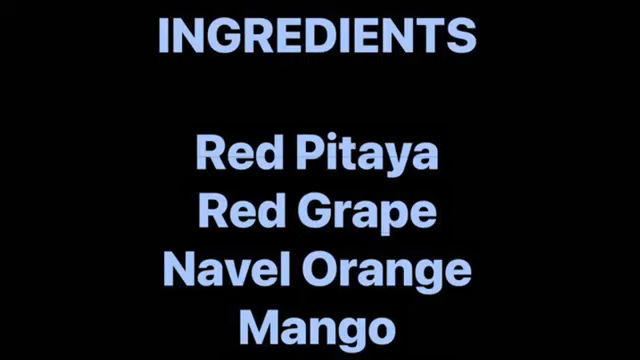 INGREDIENTS
Red Pitaya
Red Grape
Navel Orange
Mango